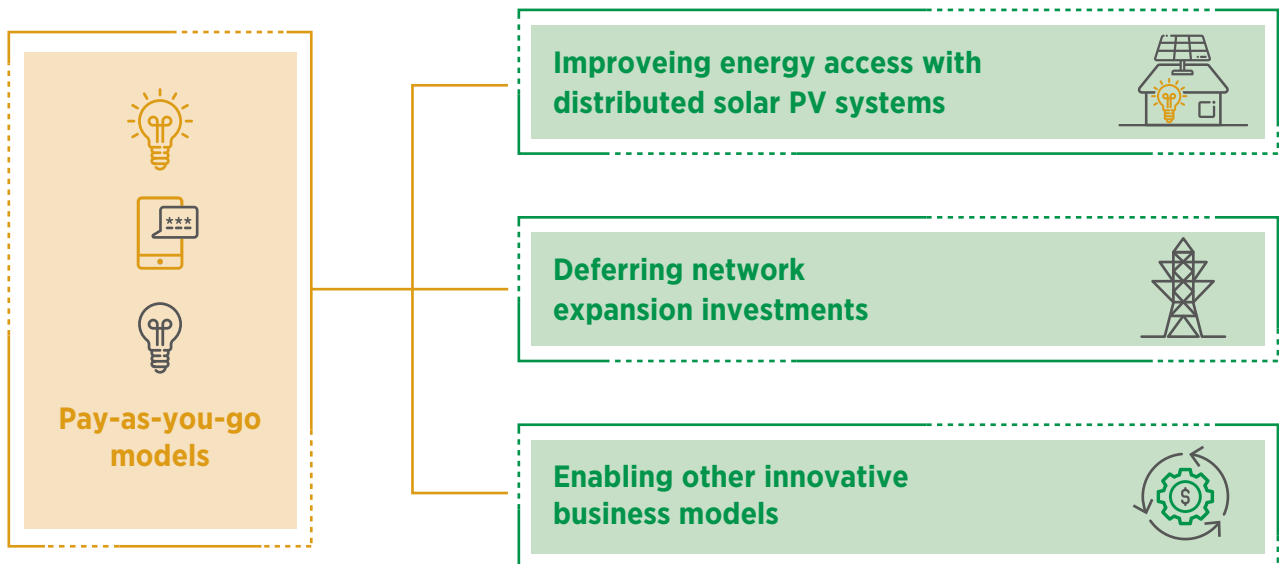 Pay-as-you-go
models
***
Improveing energy access with
distributed solar PV systems
Deferring network
expansion investments
Enabling other innovative
business models
$